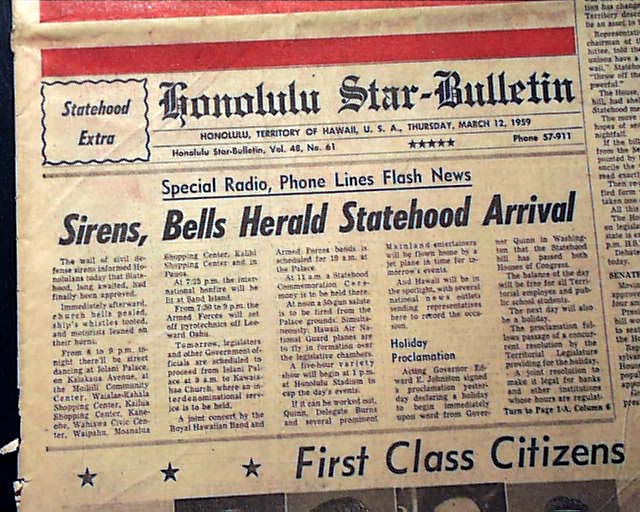 Statehood
Extra
Honolulu Star-Bulletin
HONOLULU, TERRITORY OF HAWAII, U. S. A., THURSDAY, MARCH 12, 1959
Honolulu Star-Bulletin, Vol. 48, No. 61
★★★★★
Phone 57-911
Special Radio, Phone Lines Flash News
Sirens, Bells Herald Statehood Arrival
The wail of civil de-
fense sirens informed Ho-
nolulans today that State-
hood, long awaited, had
finally been approved.
Immediately afterward,
church bells pealed,
ship's whistles tooted,
and motorists leaned on
their horns.
From 6 to 9 p.m. to-
night there'll be street
dancing at Iolani Palace,
on Kalakaua Avenue, at
the Moiliili Community
Center, Waialae-Kahala
Shopping Center, Kailua
Shopping Center, Kane-
ohe, Wahiawa Civic Cen-
ter, Waipahu, Moanalua
Shopping Center, Kalihi
Shopping Center and in
Pauoa.
At 7:25 p.m. the inter-
national bonfire will be
lit at Sand Island.
From 7:30 to 9 p.m. the
Armed Forces will set
off pyrotechnics off Lee-
ward Oahu.
Tomorrow, legislators
and other Government of-
ficials are scheduled to
proceed from Iolani Pal-
ace at 9 a.m. to Kawaia-
hao Church, where an in-
terdenominational serv-
ice is to be held.
A joint concert by the
Royal Hawaiian Band and
Armed Forces bands is
scheduled for 10 a.m. at
the Palace.
At 11 a.m. a Statehood
Commemoration Cere-
mony is to be held there.
At noon a 50-gun salute
is to be fired from the
Palace grounds. Simulta-
neously, Hawaii Air Na-
tional Guard planes are
to fly in formation over
the legislative chambers.
A five-hour variety
show will begin at 1 p.m.
at Honolulu Stadium to
cap the day's events.
If it can be worked out,
Quinn, Delegate Burns
and several prominent
Mainland entertainers
will be flown home by a
jet plane in time for to-
morrow's events.
And Hawaii will be in
the spotlight, with several
national news outlets
sending representatives
here to record the occa-
sion.
Holiday
Proclamation
Acting Governor Ed-
ward E. Johnston signed
a proclamation yester-
day declaring a holiday
to begin immediately
upon word from Gover-
nor Quinn in Washing-
ton that the Statehood
bill has passed both
Houses of Congress.
The balance of the day
will be free for all Terri-
torial employes and pub-
lic school students.
The next day will also
be a holiday.
The proclamation fol-
lows passage of a concur-
rent resolution by the
Territorial Legislature
providing for the holiday.
A joint resolution to
make it legal for banks
and other institutions
whose hours are regulat-
Turn to Page 1-A, Column 6
★ ★ ★ First Class Citizens